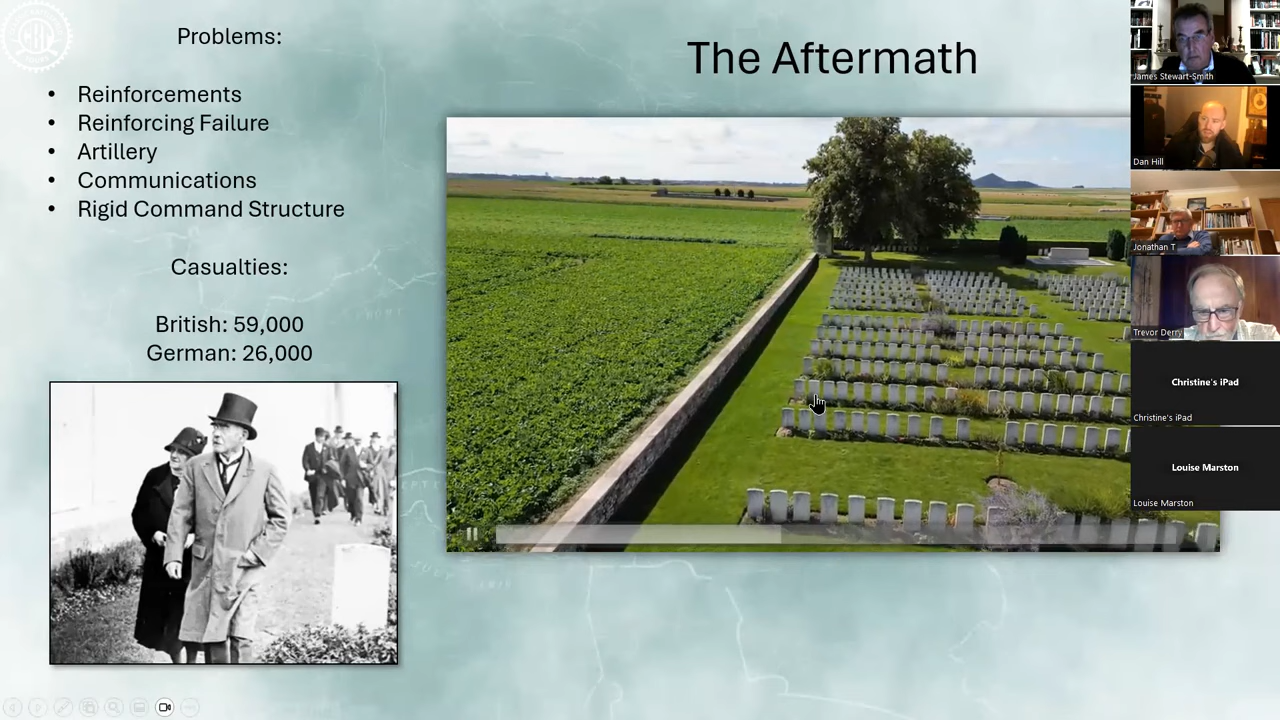 Problems:
• Reinforcements
• Reinforcing Failure
• Artillery
• Communications
• Rigid Command Structure
Casualties:
British: 59,000
German: 26,000
The Aftermath
James Stewart-Smith
Dan Hill
Jonathan T
Trevor Derry
Christine's iPad
Christine's iPad
Louise Marston
Louise Marston